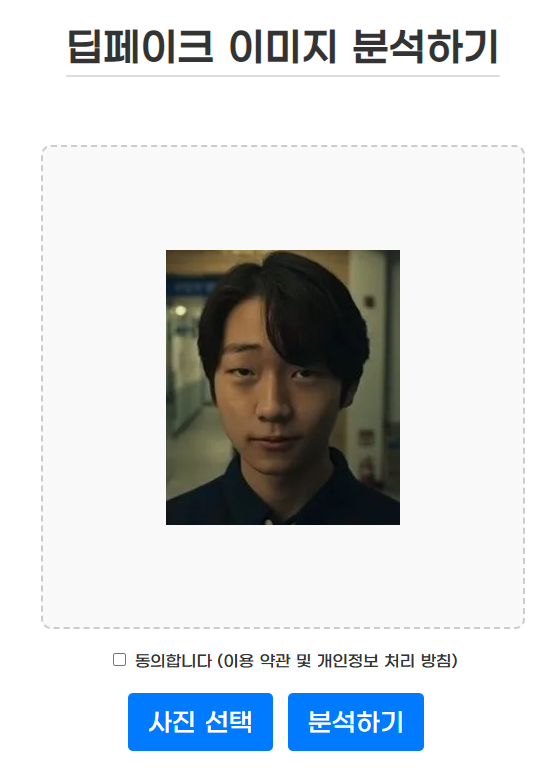 딥페이크 이미지 분석하기
동의합니다 (이용 약관 및 개인정보 처리 방침)
사진 선택
분석하기